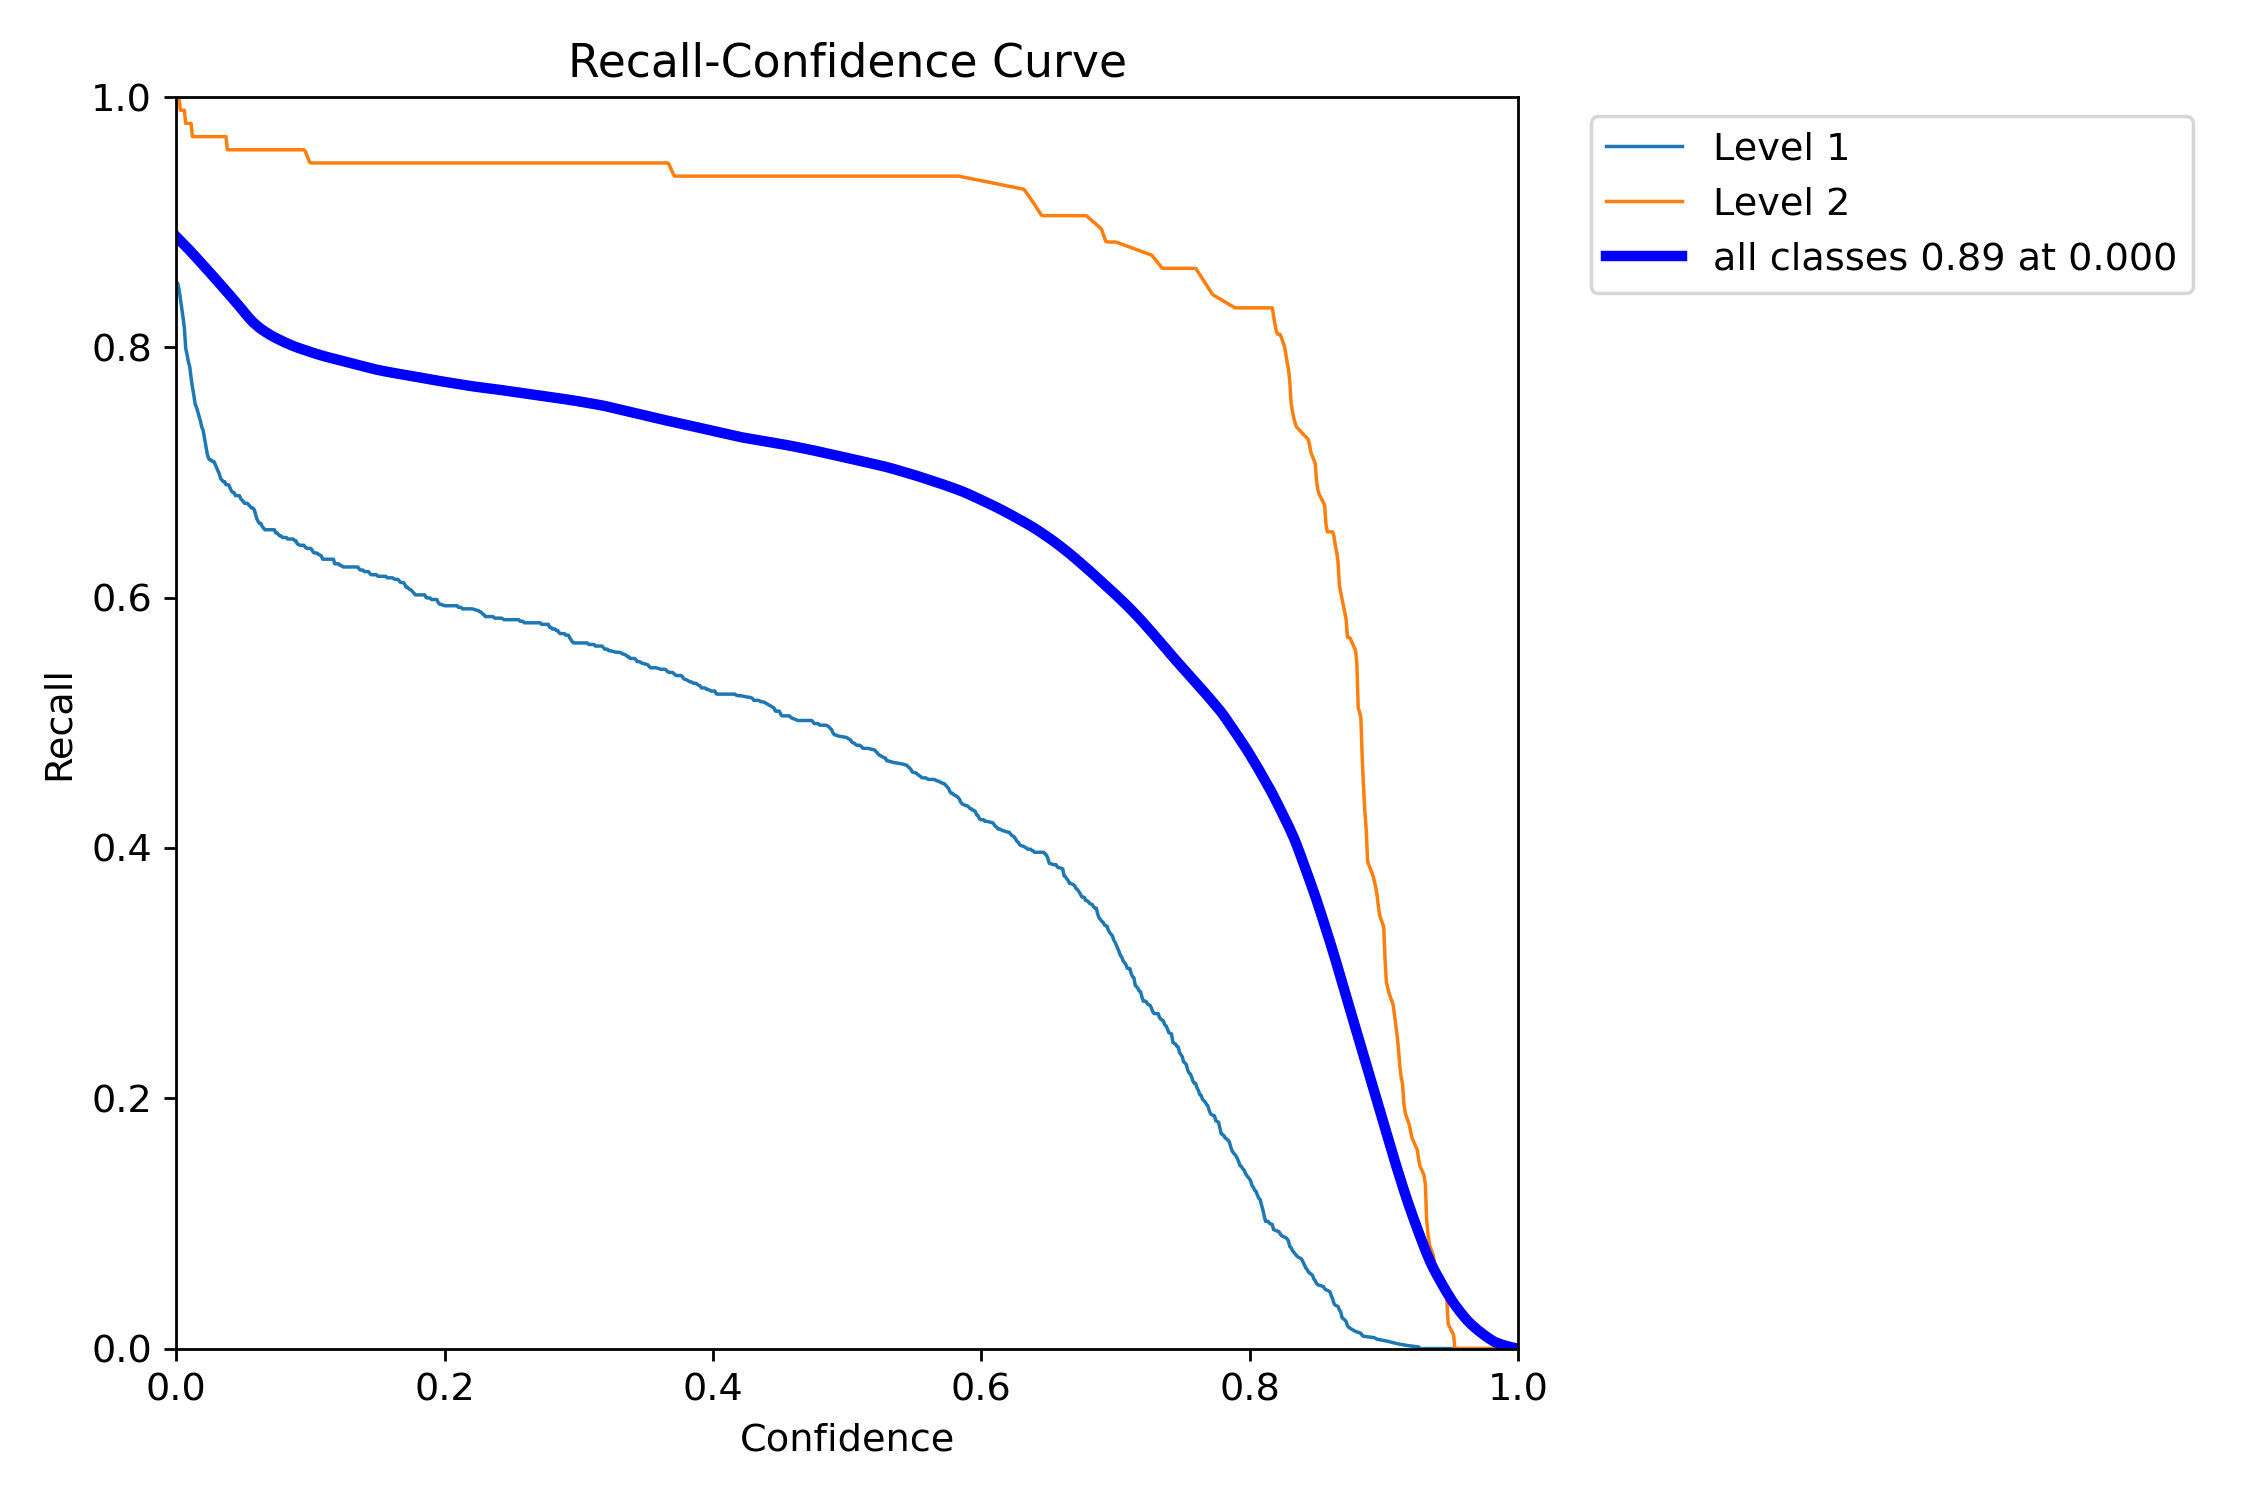 Recall-Confidence Curve
1.0
0.8
0.6
0.4
0.2
0.0
Recall
0.0 0.2 0.4 0.6 0.8 1.0
Confidence
Level 1
Level 2
all classes 0.89 at 0.000